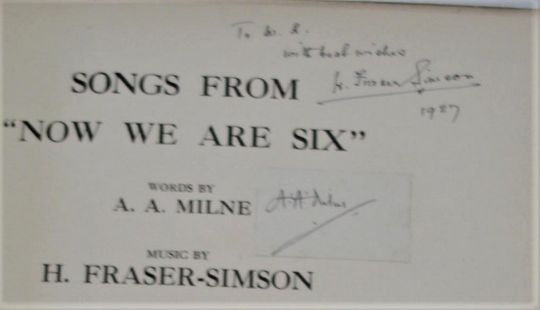 To W. R.
with best wishes
H. Fraser-Simson
1927
SONGS FROM
“NOW WE ARE SIX”
WORDS BY
A. A. MILNE
A. A. Milne
MUSIC BY
H. FRASER-SIMSON